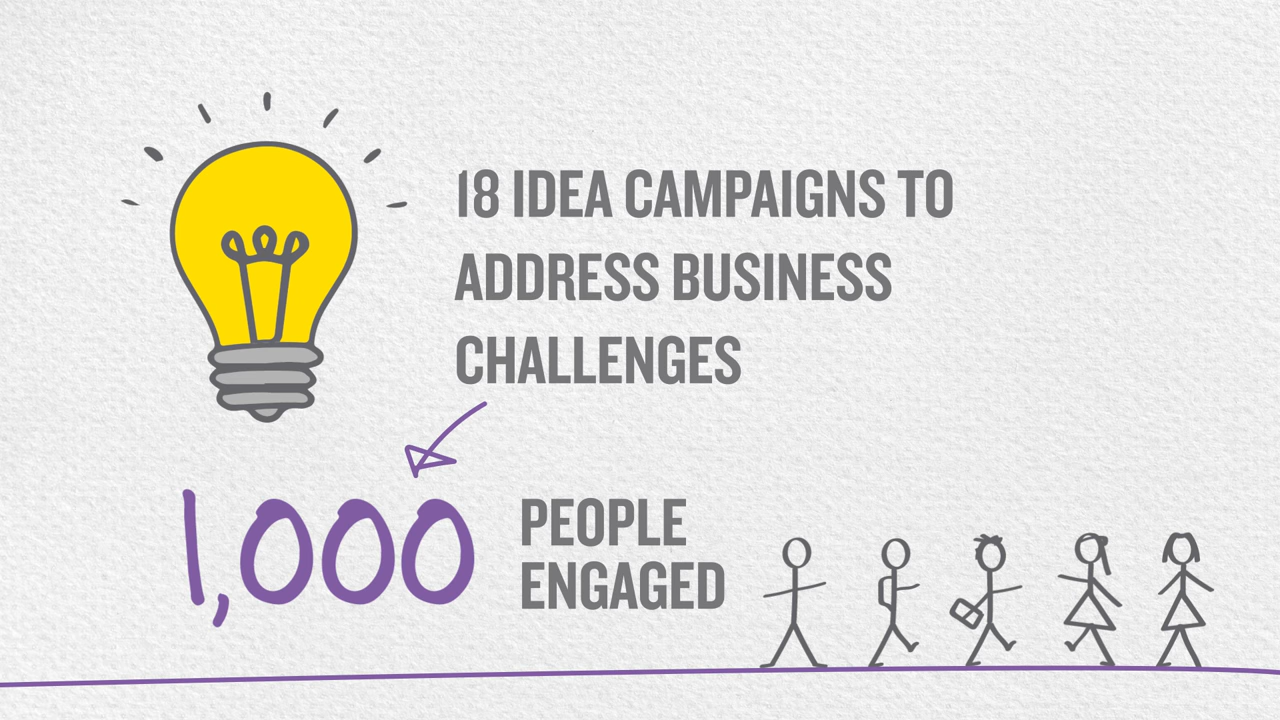 18 IDEA CAMPAIGNS TO
ADDRESS BUSINESS
CHALLENGES
1,000
PEOPLE
ENGAGED